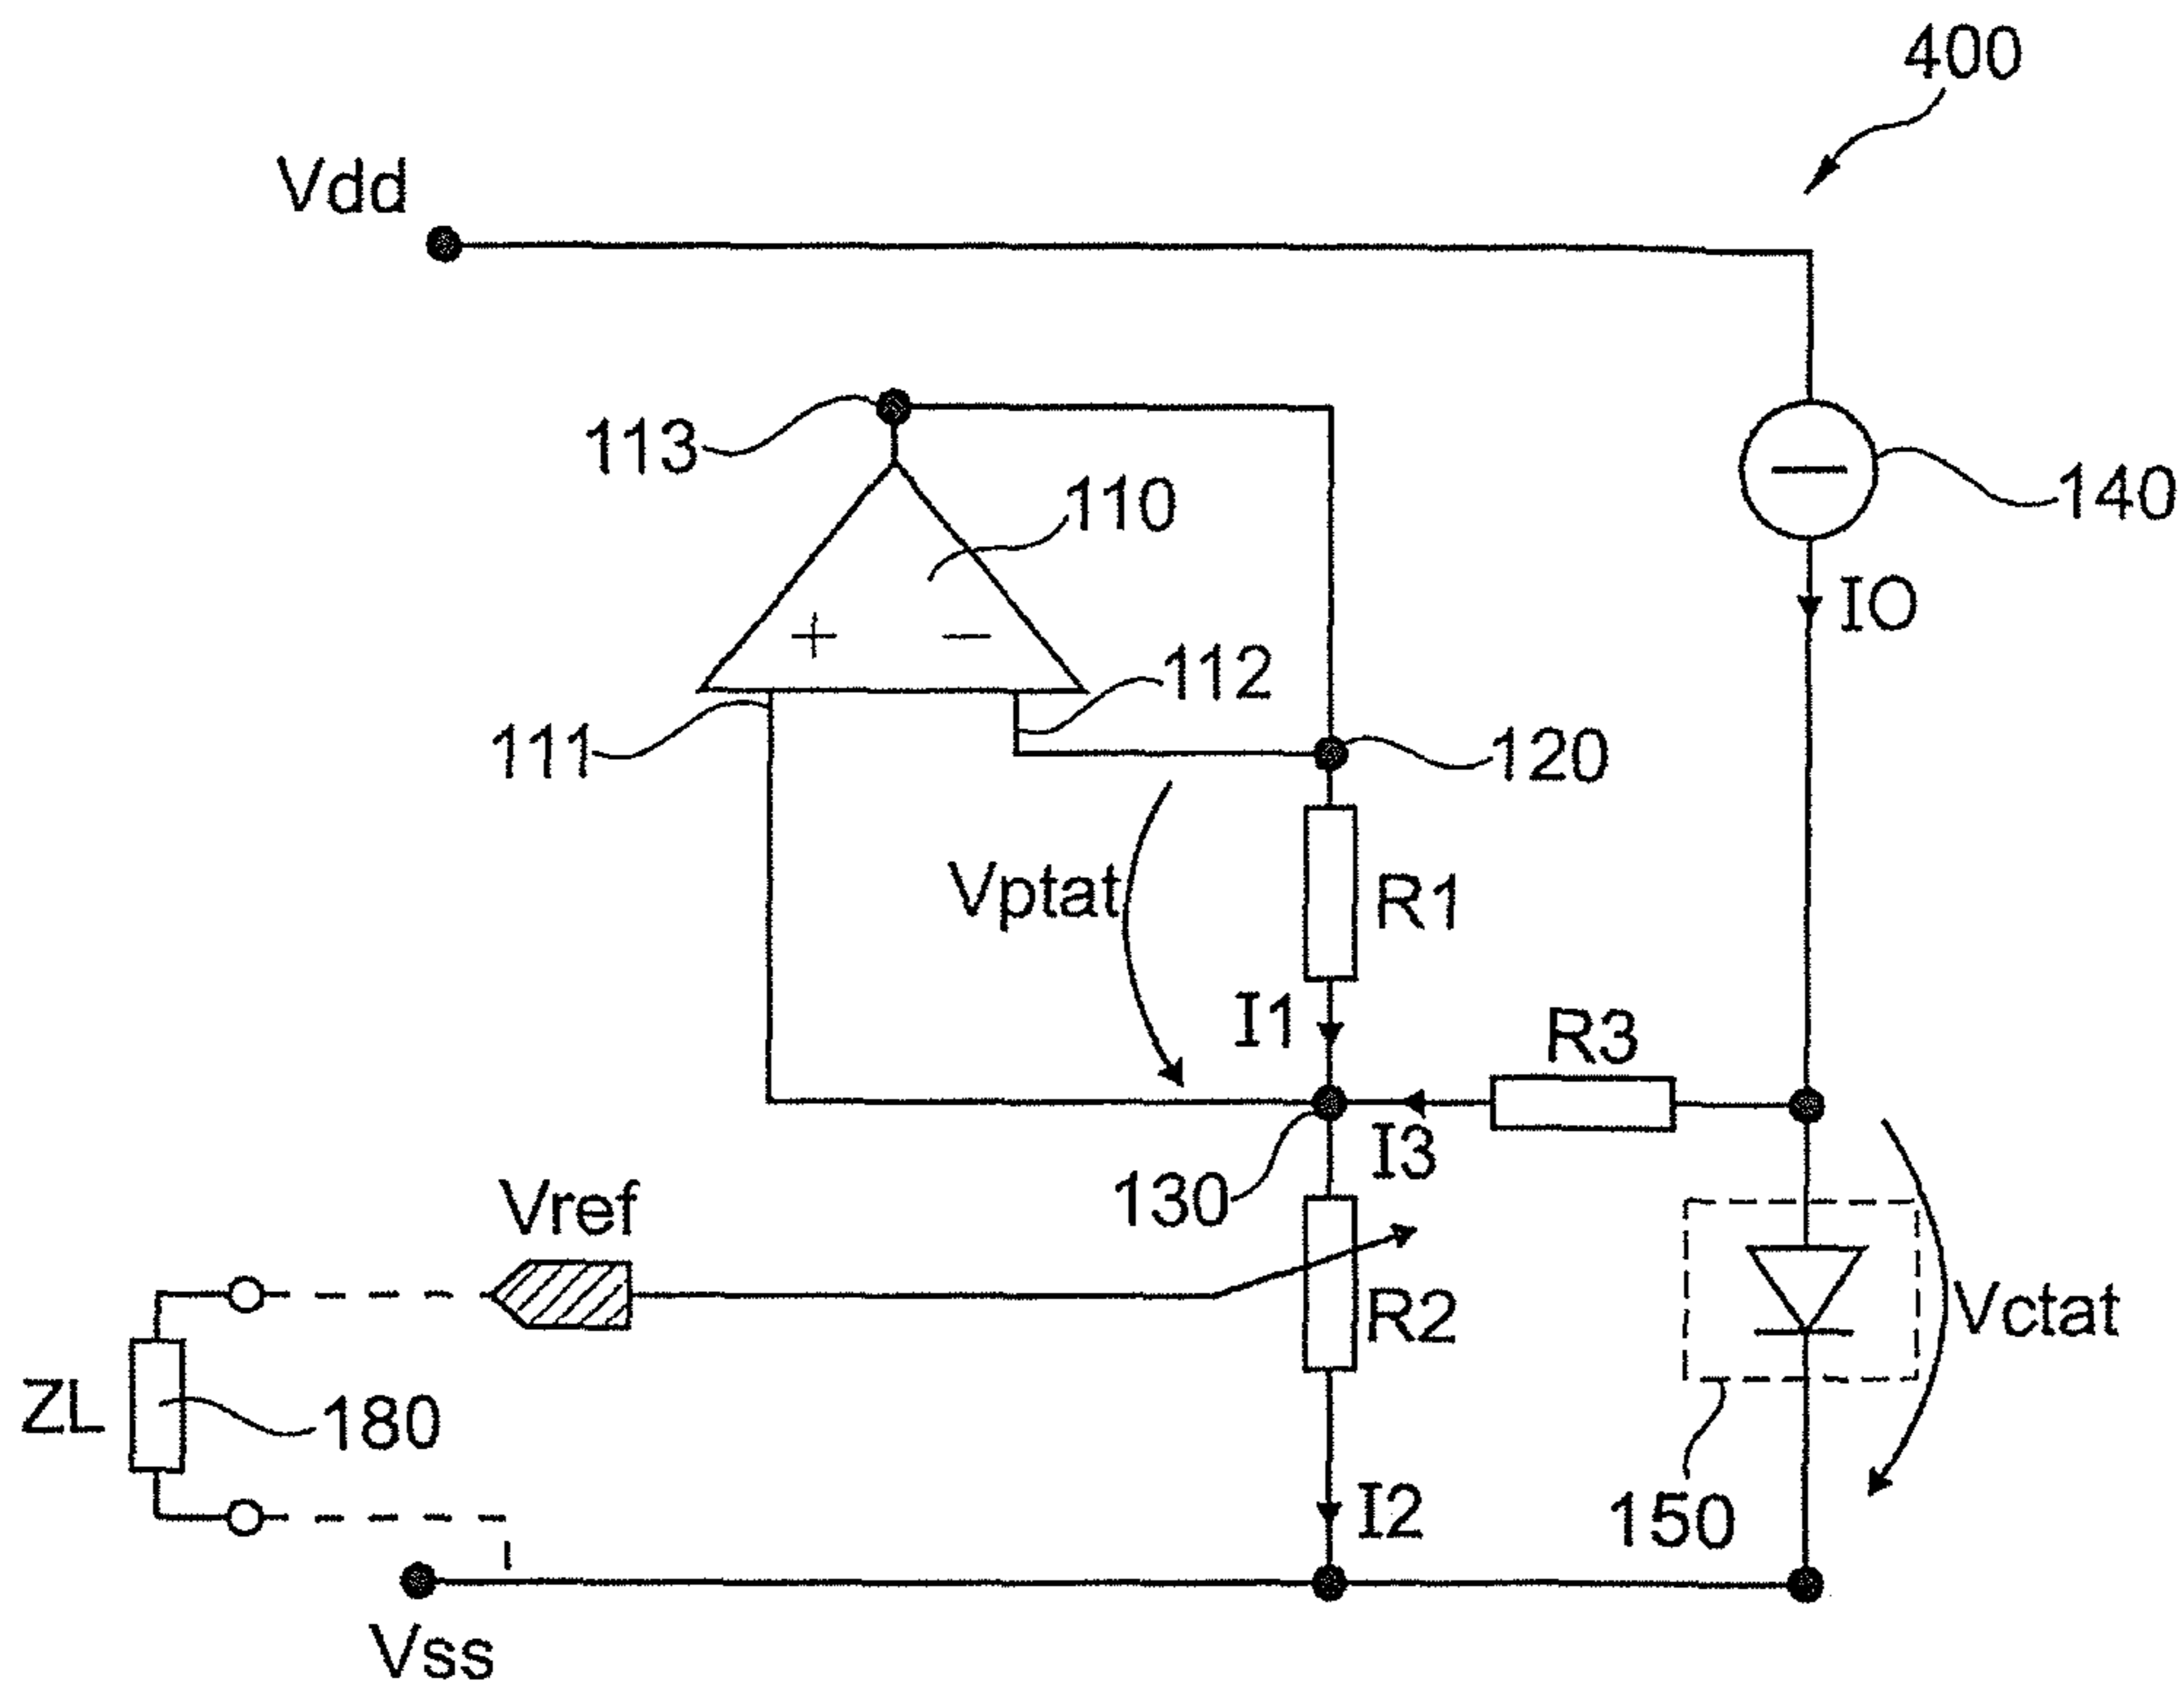 400
Vdd
113
110
140
IO
+ −
112
111
120
Vptat
R1
I1
R3
I3
130
Vref
R2
Vctat
ZL
180
I2
150
Vss